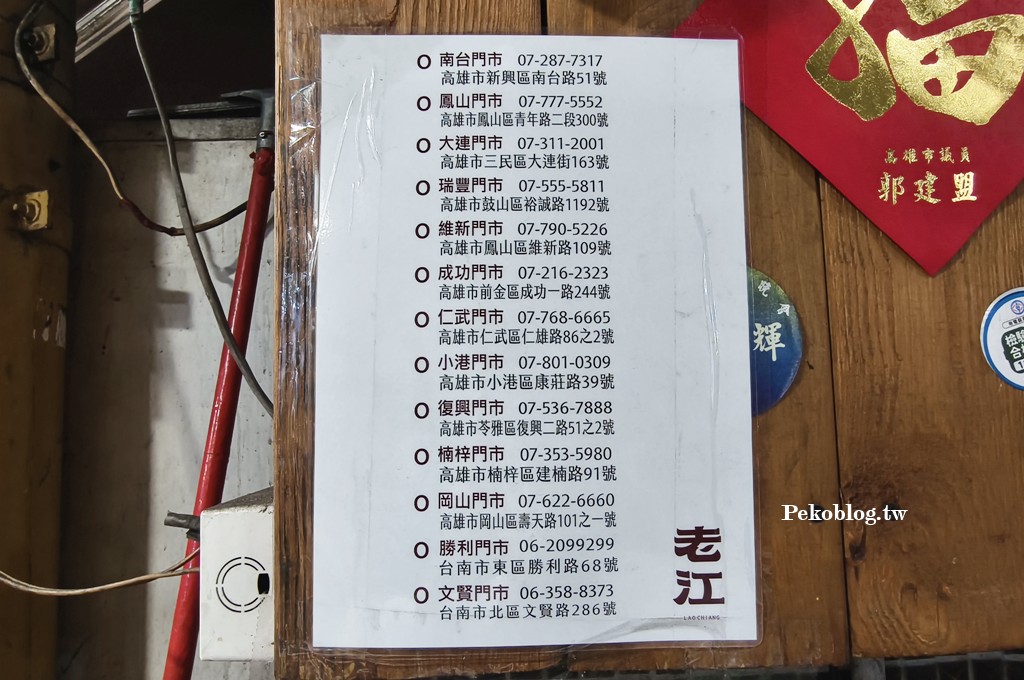 南台門市 07-287-7317
高雄市新興區南台路51號
鳳山門市 07-777-5552
高雄市鳳山區青年路二段300號
大連門市 07-311-2001
高雄市三民區大連街163號
瑞豐門市 07-555-5811
高雄市鼓山區裕誠路1192號
維新門市 07-790-5226
高雄市鳳山區維新路109號
成功門市 07-216-2323
高雄市前金區成功一路244號
仁武門市 07-768-6665
高雄市仁武區仁雄路86之2號
小港門市 07-801-0309
高雄市小港區康莊路39號
復興門市 07-536-7888
高雄市苓雅區復興二路51之2號
楠梓門市 07-353-5980
高雄市楠梓區建楠路91號
岡山門市 07-622-6660
高雄市岡山區壽天路101之一號
勝利門市 06-2099299
台南市東區勝利路68號
文賢門市 06-358-8373
台南市北區文賢路286號
老江
LAO CHIANG
高雄市議員
郭建盟
輝
Pekoblog.tw